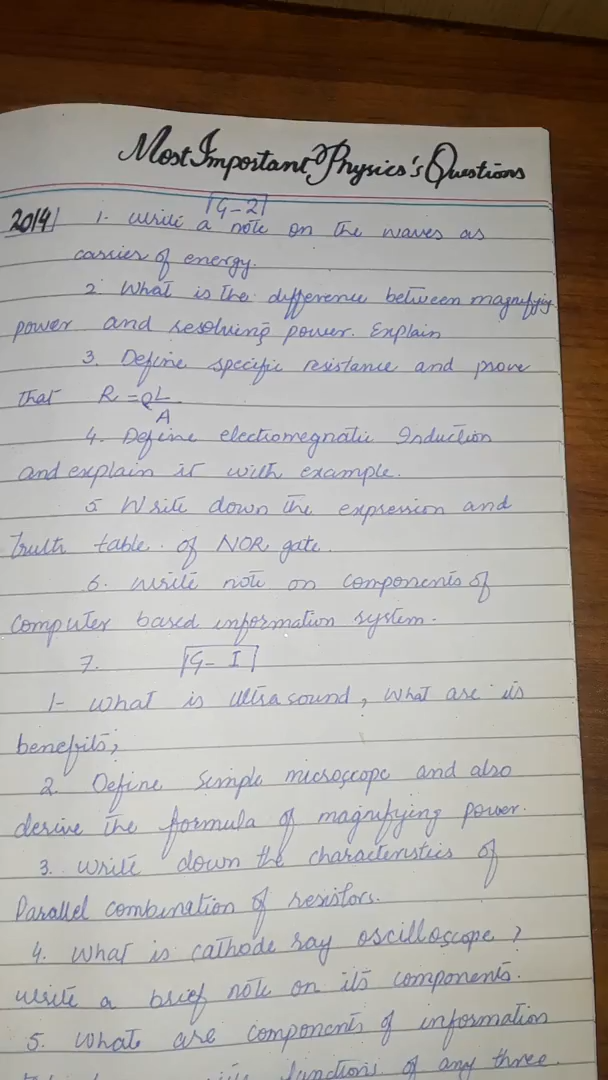 Most Important Physics's Questions
G-2
2014 1. Write a note on the waves as
carrier of energy.
2. What is the difference between magnifying
power and resolving power. Explain
3. Define specific resistance and prove
that R = ρL/A
4. Define electromegnatic Induction
and explain it with example.
5 Write down the expression and
Truth table of NOR gate.
6. write note on components of
computer based information system.
7. G-I
1- What is ultra sound, what are its
benefits;
2. Define simple microscope and also
derive the formula of magnifying power.
3. write down the characteristics of
Parallel combination of resistors.
4. What is cathode ray oscilloscope?
write a brief note on its components.
5. What are components of information
functions of any three